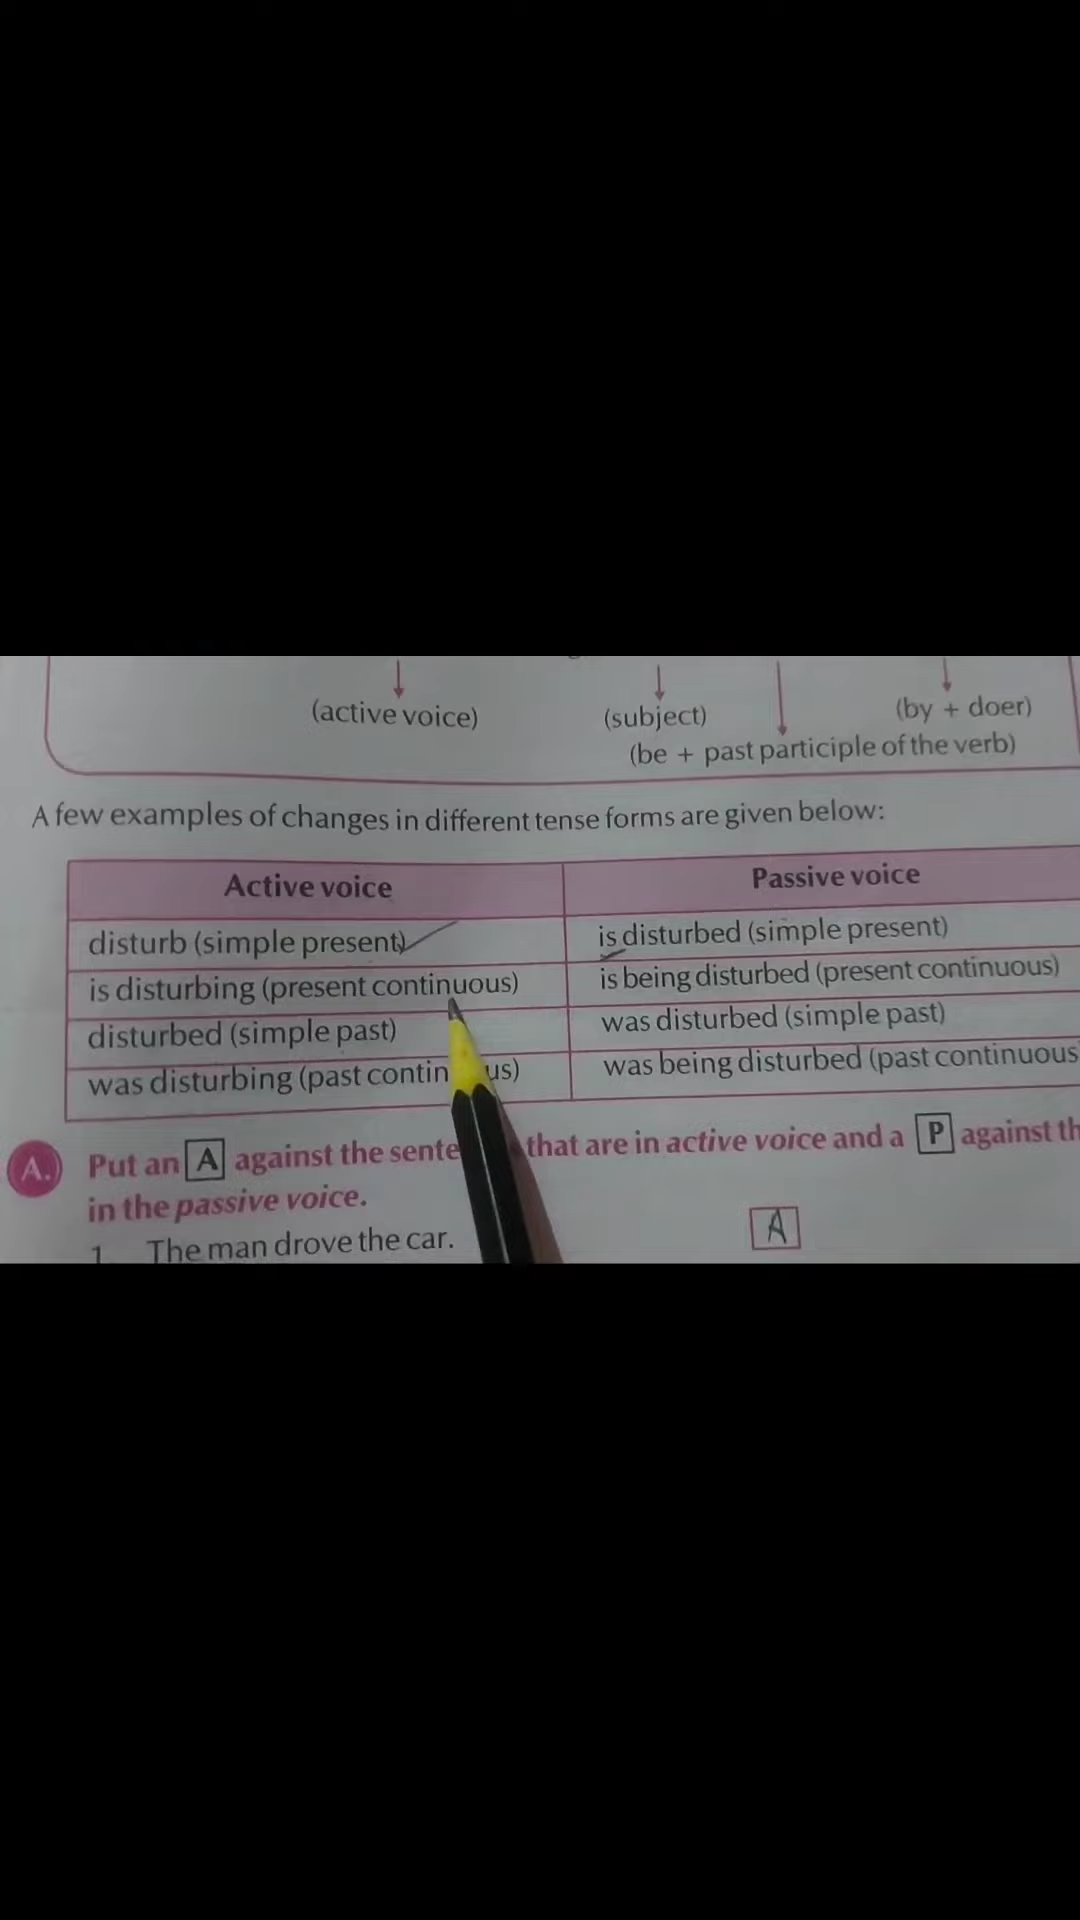 (active voice) (subject) (by + doer)
(be + past participle of the verb)
A few examples of changes in different tense forms are given below:
Active voice Passive voice
disturb (simple present) is disturbed (simple present)
is disturbing (present continuous) is being disturbed (present continuous)
disturbed (simple past) was disturbed (simple past)
was disturbing (past contin us) was being disturbed (past continuous
A. Put an A against the sente that are in active voice and a P against th
in the passive voice.
1. The man drove the car. A